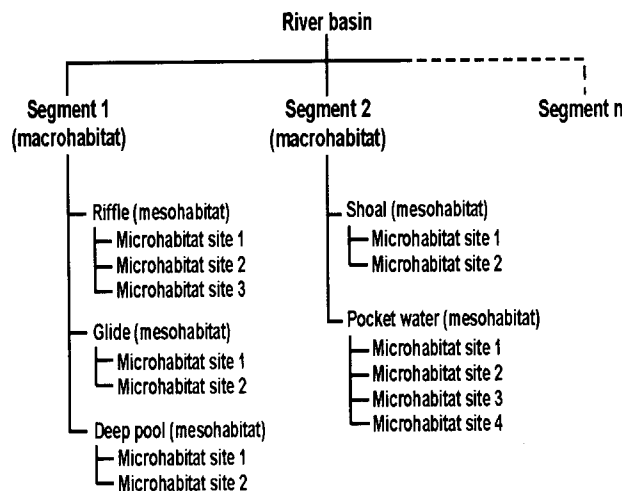 River basin
Segment 1
(macrohabitat)
Segment 2
(macrohabitat)
Segment n
Riffle (mesohabitat)
Microhabitat site 1
Microhabitat site 2
Microhabitat site 3
Glide (mesohabitat)
Microhabitat site 1
Microhabitat site 2
Deep pool (mesohabitat)
Microhabitat site 1
Microhabitat site 2
Shoal (mesohabitat)
Microhabitat site 1
Microhabitat site 2
Pocket water (mesohabitat)
Microhabitat site 1
Microhabitat site 2
Microhabitat site 3
Microhabitat site 4